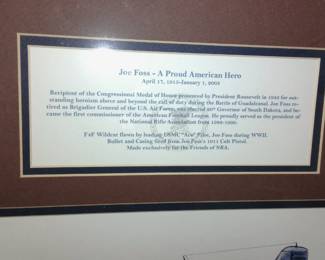 Joe Foss - A Proud American Hero
April 17, 1915-January 1, 2003
Recipient of the Congressional Medal of Honor presented by President Roosevelt in 1943 for out-
standing heroism above and beyond the call of duty during the Battle of Guadalcanal. Joe Foss re-
tired as Brigadier General of the U.S. Air Force, was elected 20th Governor of South Dakota, and be-
came the first commissioner of the American Football League. He proudly served as the president of
the National Rifle Association from 1988-1990.
F4F Wildcat flown by leading USMC "Ace" Pilot, Joe Foss during WWII.
Bullet and Casing fired from Joe Foss's 1911 Colt Pistol.
Made exclusively for the Friends of NRA.